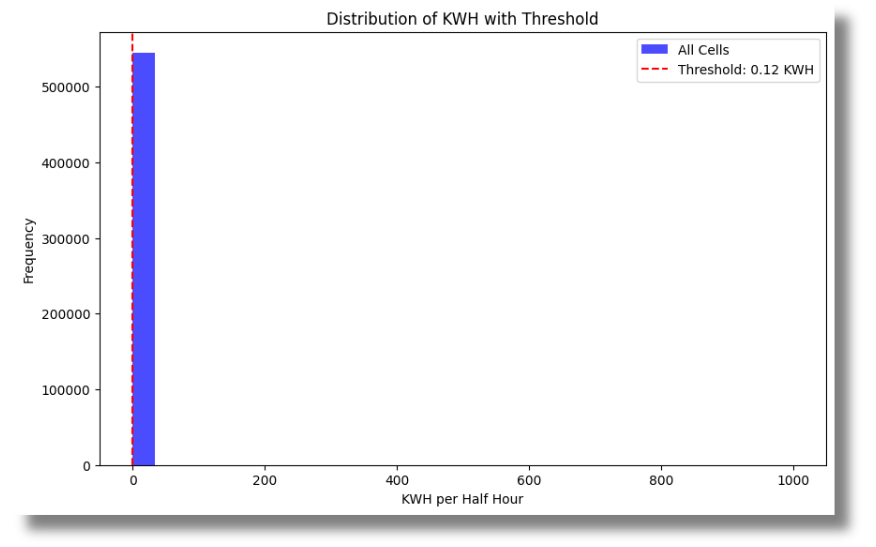 Distribution of KWH with Threshold
All Cells
Threshold: 0.12 KWH
500000
400000
300000
200000
100000
0
Frequency
0 200 400 600 800 1000
KWH per Half Hour